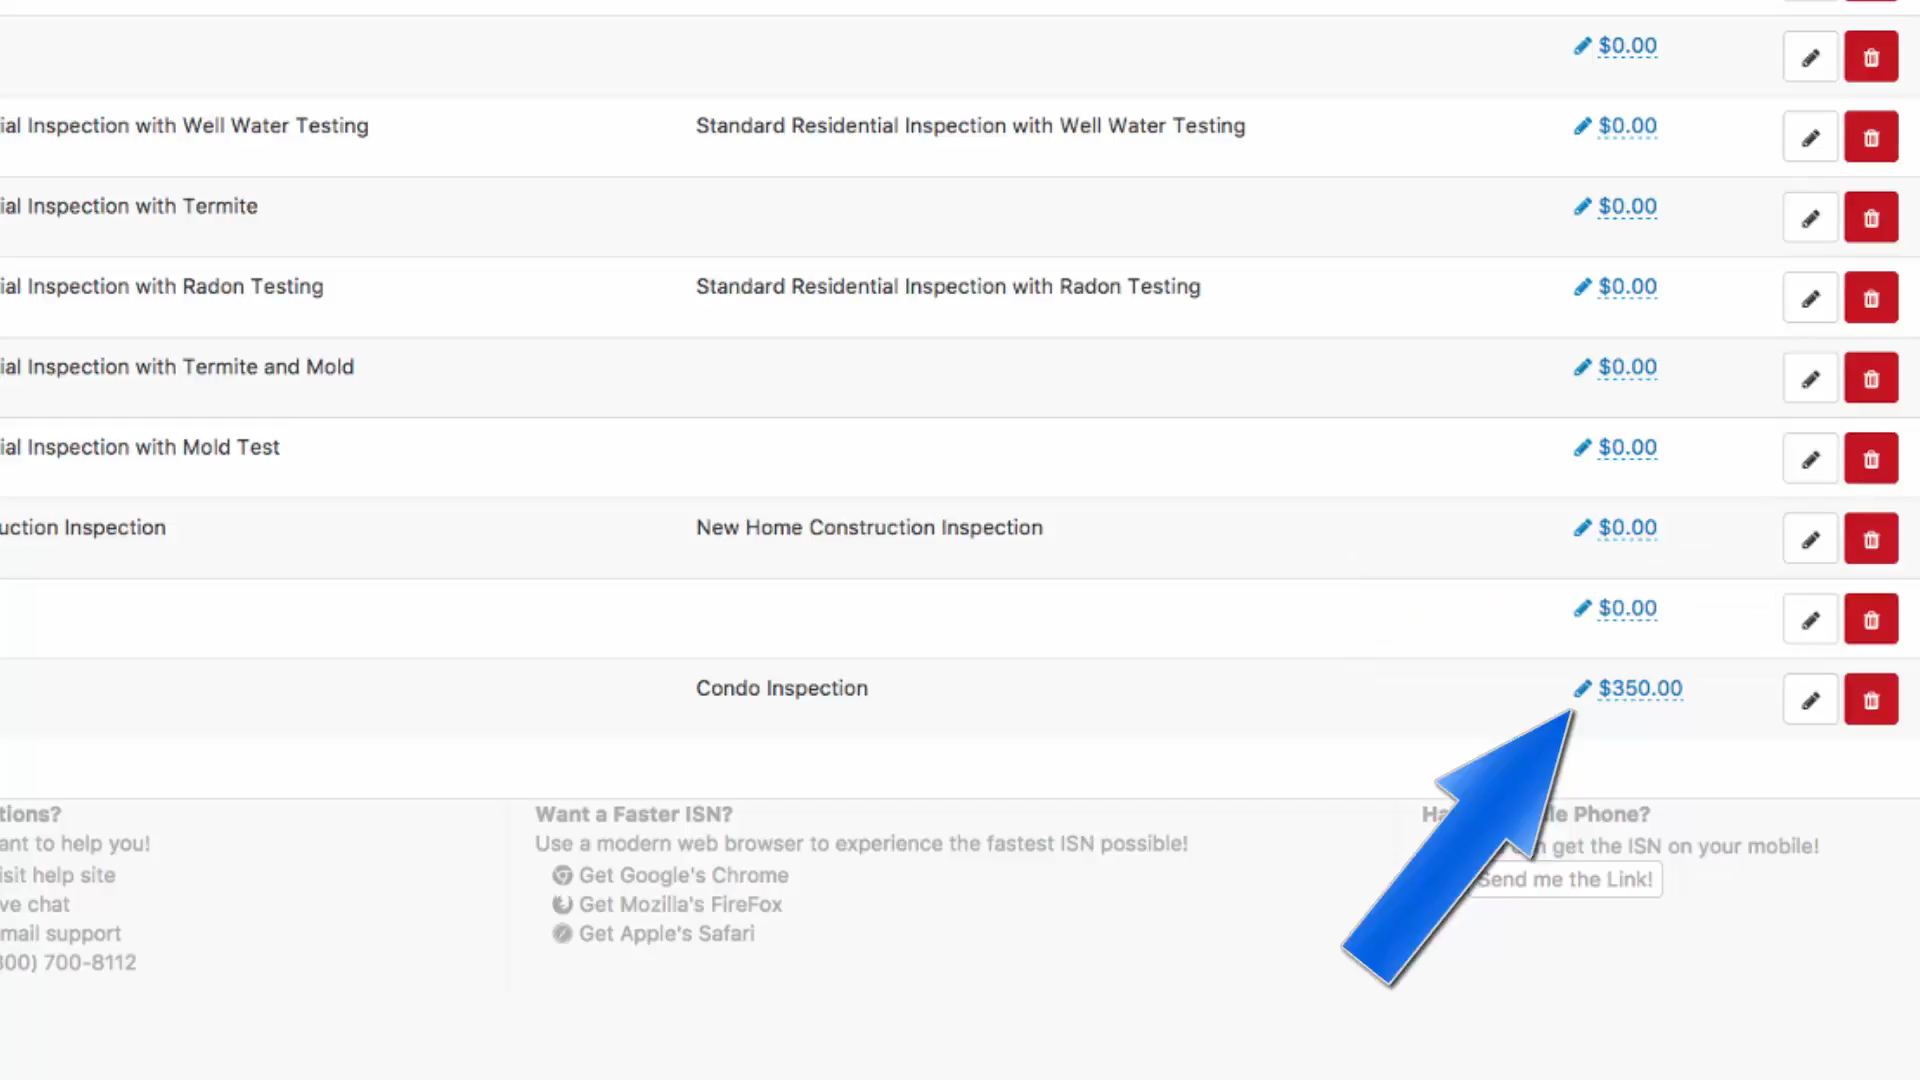 $0.00
ial Inspection with Well Water Testing Standard Residential Inspection with Well Water Testing $0.00
ial Inspection with Termite $0.00
ial Inspection with Radon Testing Standard Residential Inspection with Radon Testing $0.00
ial Inspection with Termite and Mold $0.00
ial Inspection with Mold Test $0.00
uction Inspection New Home Construction Inspection $0.00
$0.00
Condo Inspection $350.00
tions?
ant to help you!
isit help site
ve chat
mail support
800) 700-8112
Want a Faster ISN?
Use a modern web browser to experience the fastest ISN possible!
Get Google's Chrome
Get Mozilla's FireFox
Get Apple's Safari
Phone?
get the ISN on your mobile!
Send me the Link!